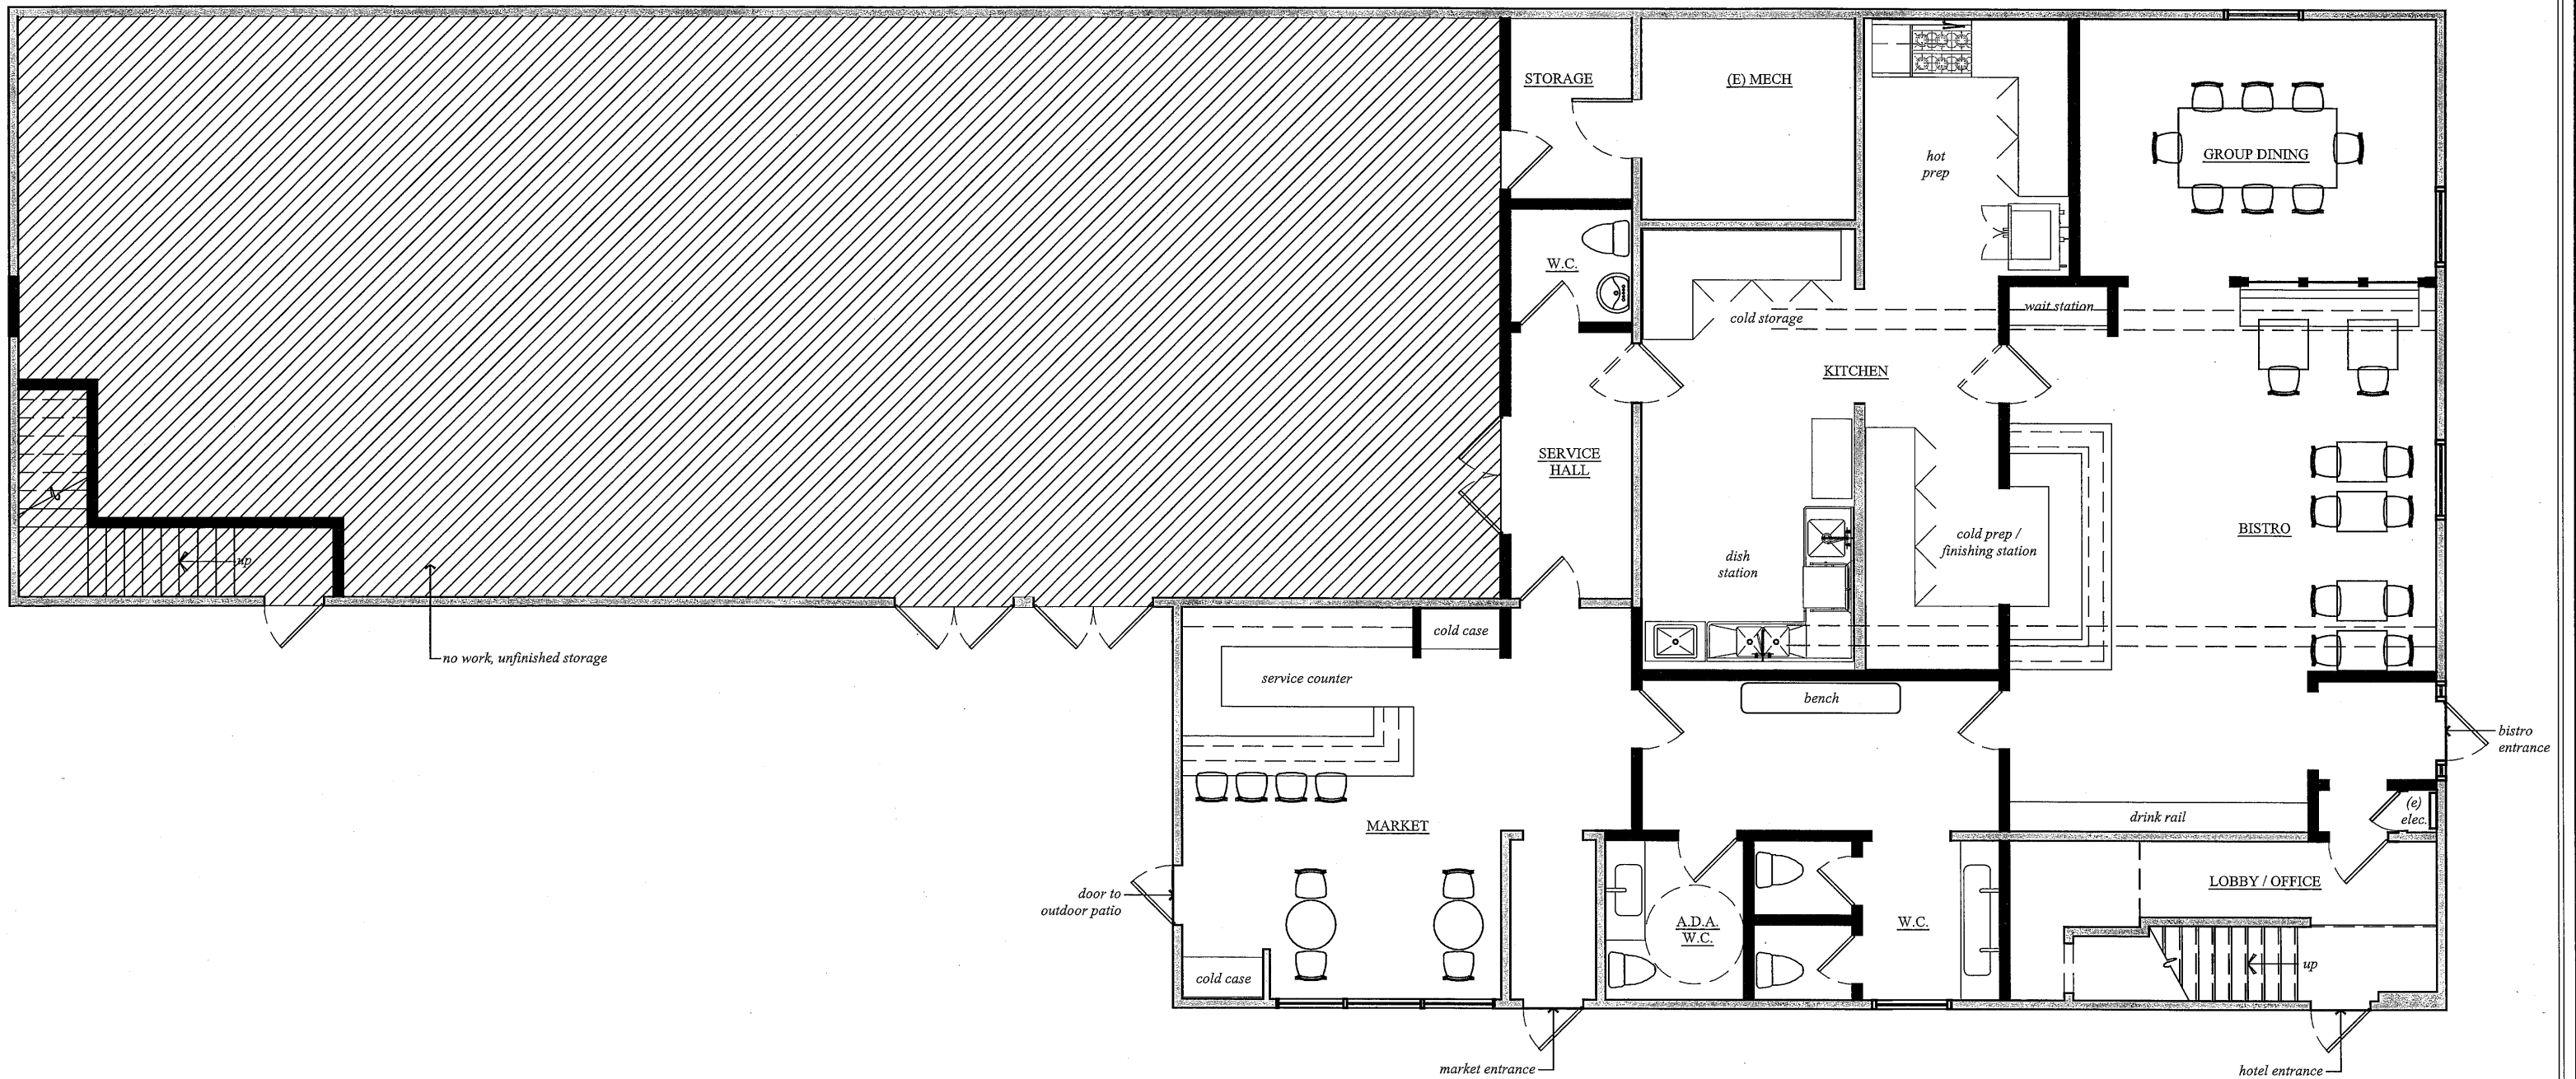 STORAGE
(E) MECH
hot
prep
GROUP DINING
W.C.
wait station
cold storage
KITCHEN
SERVICE
HALL
cold prep /
finishing station
BISTRO
dish
station
up
no work, unfinished storage
cold case
service counter
bench
bistro
entrance
MARKET
drink rail
(e)
elec.
door to
outdoor patio
LOBBY / OFFICE
A.D.A.
W.C.
W.C.
up
cold case
market entrance
hotel entrance